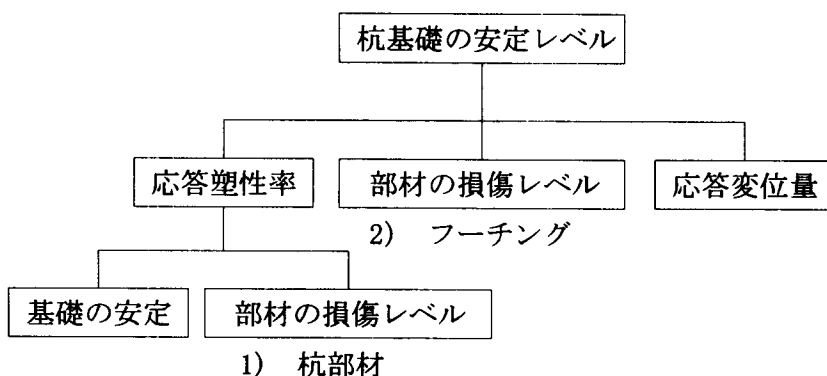 杭基礎の安定レベル
応答塑性率
部材の損傷レベル
応答変位量
2) フーチング
基礎の安定
部材の損傷レベル
1) 杭部材